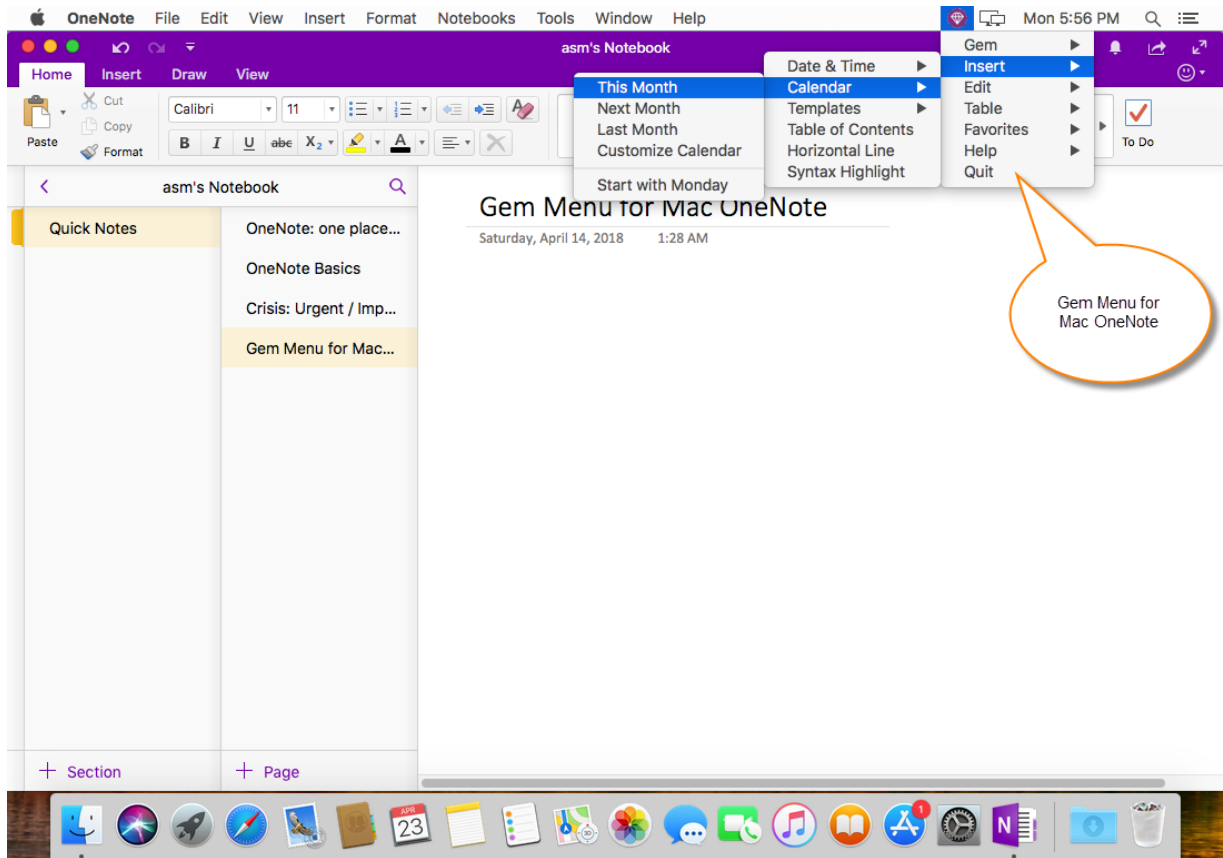 OneNote File Edit View Insert Format Notebooks Tools Window Help Mon 5:56 PM
asm's Notebook
Home Insert Draw View
Cut
Copy
Paste
Format
Calibri 11
B I U abc X2 A
To Do
Gem
Insert
Edit
Table
Favorites
Help
Quit
Date & Time
Calendar
Templates
Table of Contents
Horizontal Line
Syntax Highlight
This Month
Next Month
Last Month
Customize Calendar
Start with Monday
asm's Notebook
Quick Notes
OneNote: one place...
OneNote Basics
Crisis: Urgent / Imp...
Gem Menu for Mac...
Gem Menu for Mac OneNote
Saturday, April 14, 2018 1:28 AM
Gem Menu for
Mac OneNote
+ Section
+ Page
APR
23
1
N